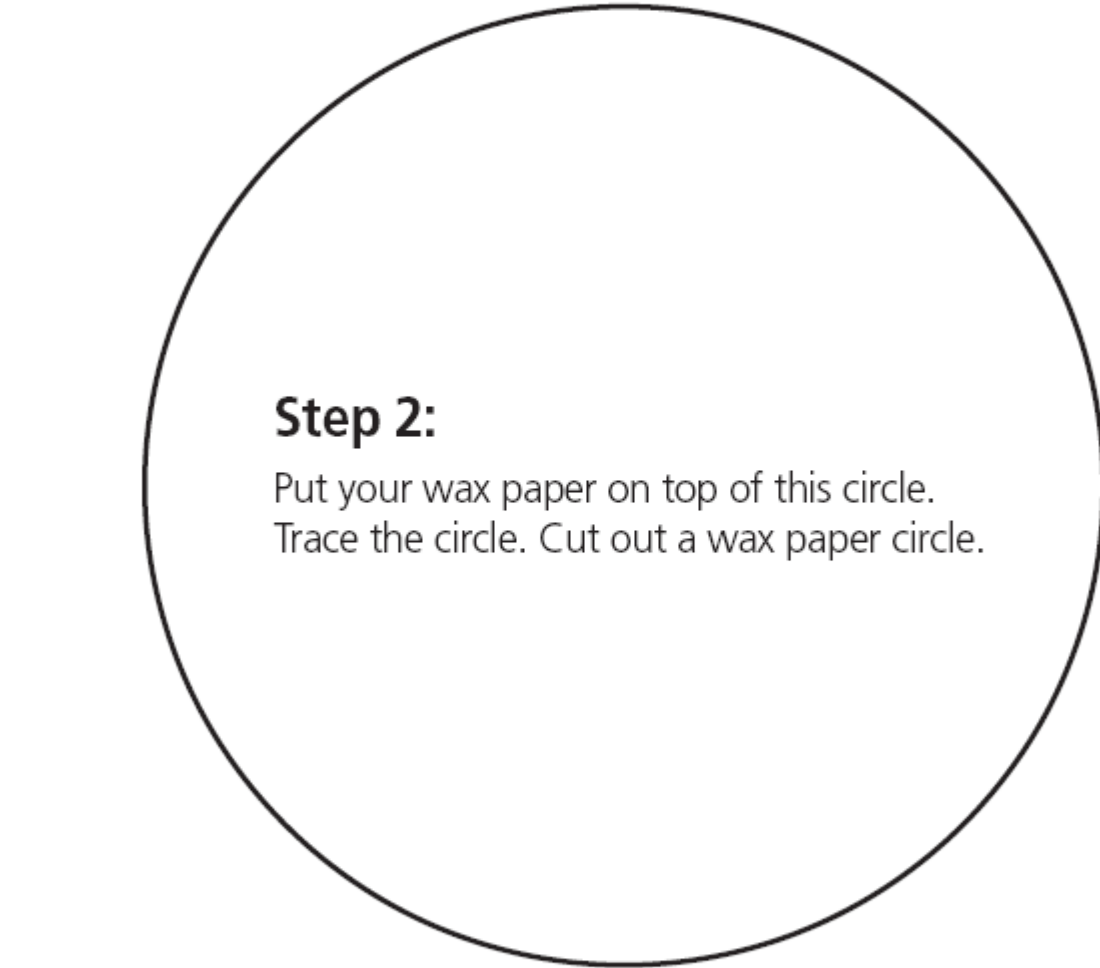 Step 2:
Put your wax paper on top of this circle.
Trace the circle. Cut out a wax paper circle.